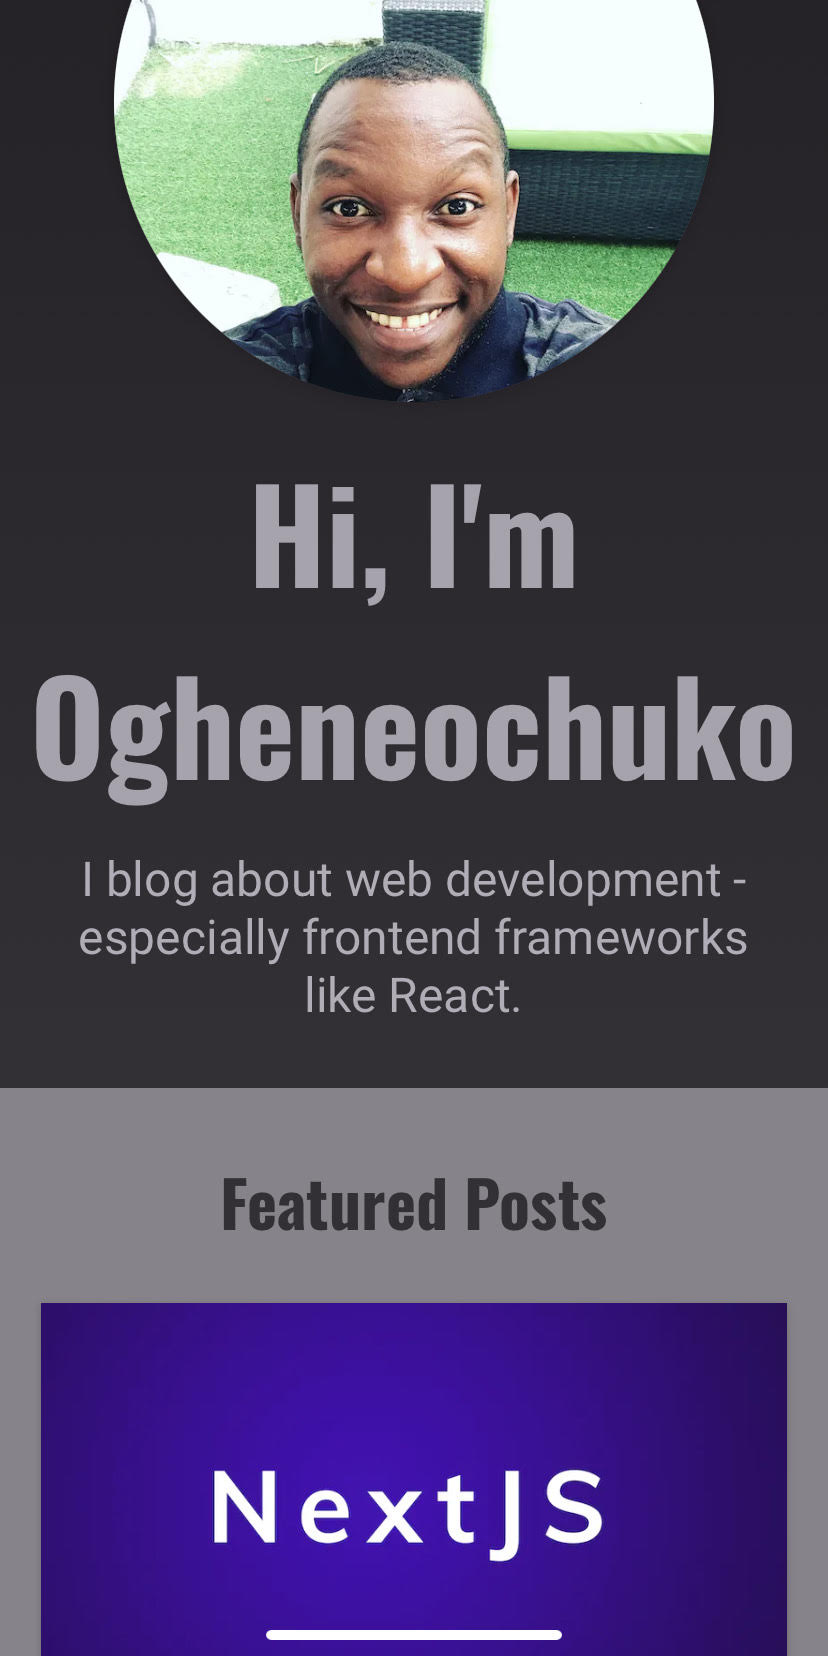 Hi, I'm
Ogheneochuko
I blog about web development -
especially frontend frameworks
like React.
Featured Posts
NextJS